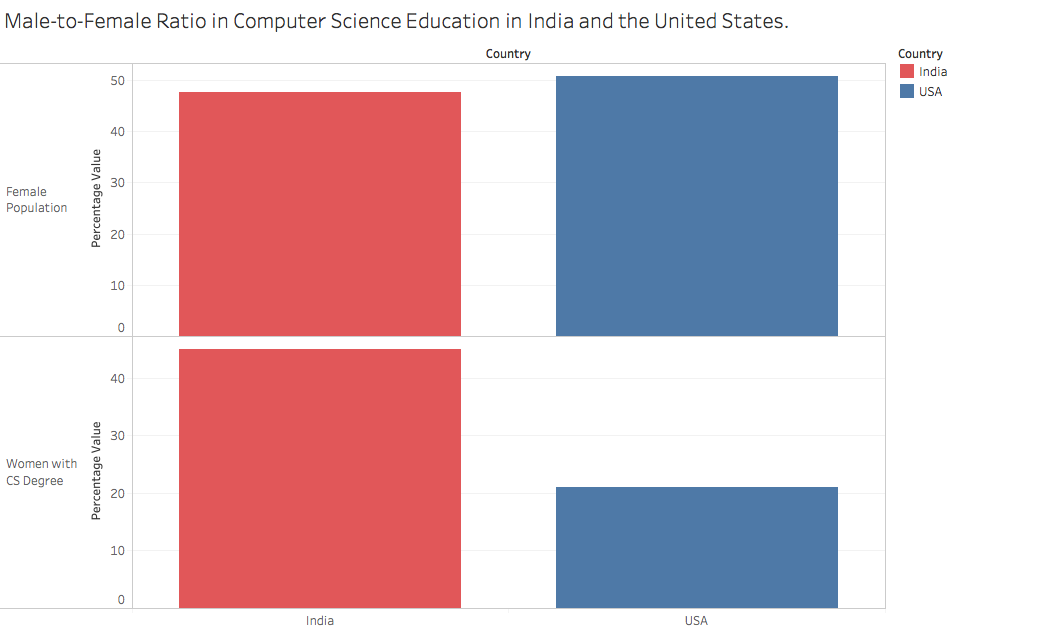 Male-to-Female Ratio in Computer Science Education in India and the United States.
Country
Country
India
USA
50
40
30
20
10
0
Percentage Value
Female
Population
40
30
20
10
0
Percentage Value
Women with
CS Degree
India
USA